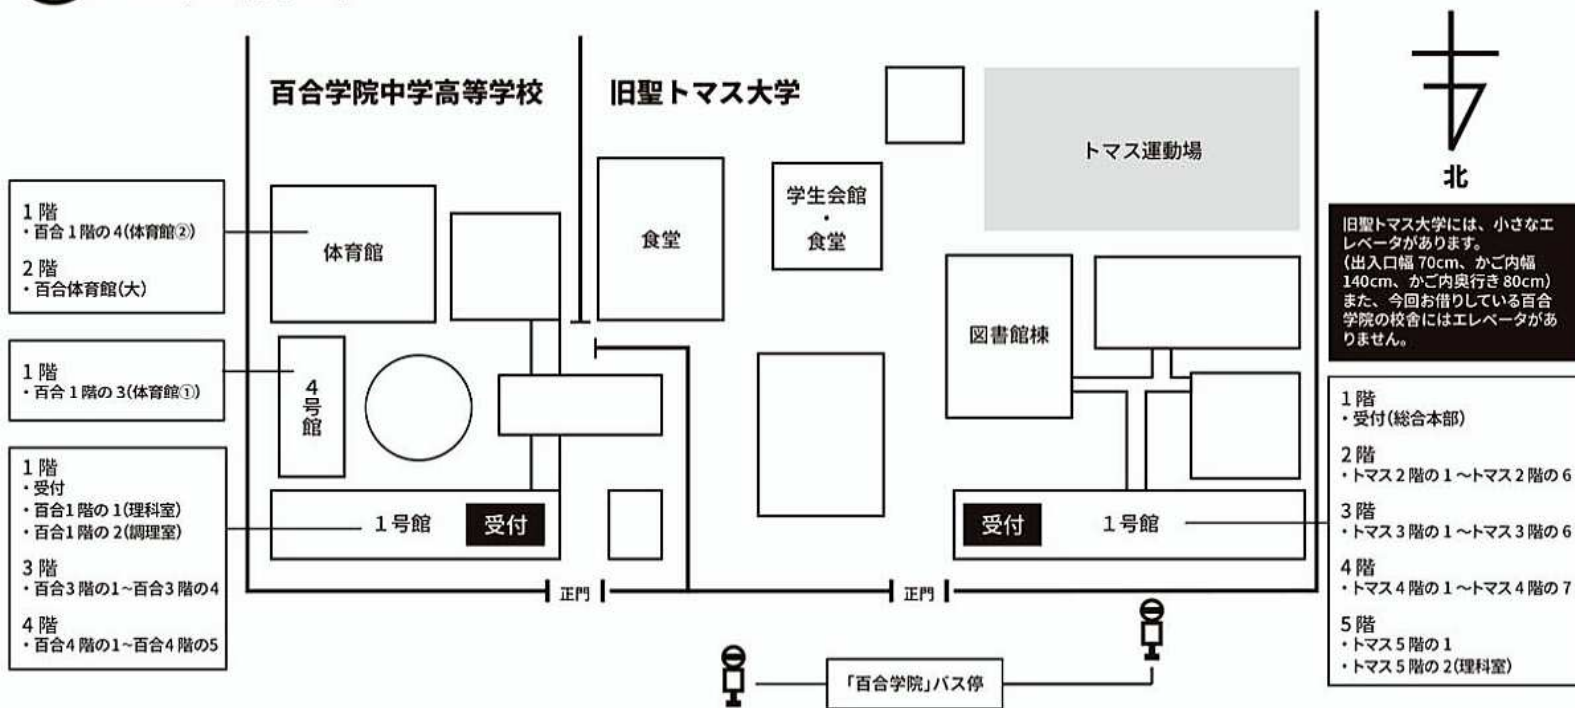 百合学院中学高等学校
旧聖トマス大学
トマス運動場
北
1階
・百合1階の4(体育館②)
2階
・百合体育館(大)
体育館
食堂
学生会館
・
食堂
旧聖トマス大学には、小さなエ
レベータがあります。
(出入口幅 70cm、かご内幅
140cm、かご内奥行き 80cm)
また、今回お借りしている百合
学院の校舎にはエレベータがあ
りません。
図書館棟
1階
・百合1階の3(体育館①)
4号館
1階
・受付
・百合1階の1(理科室)
・百合1階の2(調理室)
3階
・百合3階の1~百合3階の4
4階
・百合4階の1~百合4階の5
1号館
受付
受付
1号館
1階
・受付(総合本部)
2階
・トマス2階の1～トマス2階の6
3階
・トマス3階の1～トマス3階の6
4階
・トマス4階の1～トマス4階の7
5階
・トマス5階の1
・トマス5階の2(理科室)
正門
正門
「百合学院」バス停